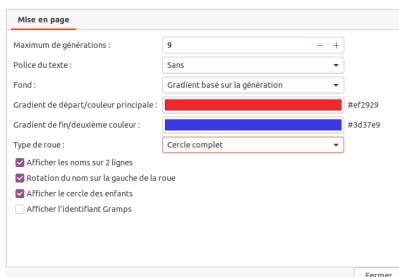 Mise en page
Maximum de générations : 9 − +
Police du texte : Sans
Fond : Gradient basé sur la génération
Gradient de départ/couleur principale : #ef2929
Gradient de fin/deuxième couleur : #3d37e9
Type de roue : Cercle complet
Afficher les noms sur 2 lignes
Rotation du nom sur la gauche de la roue
Afficher le cercle des enfants
Afficher l'identifiant Gramps
Fermer